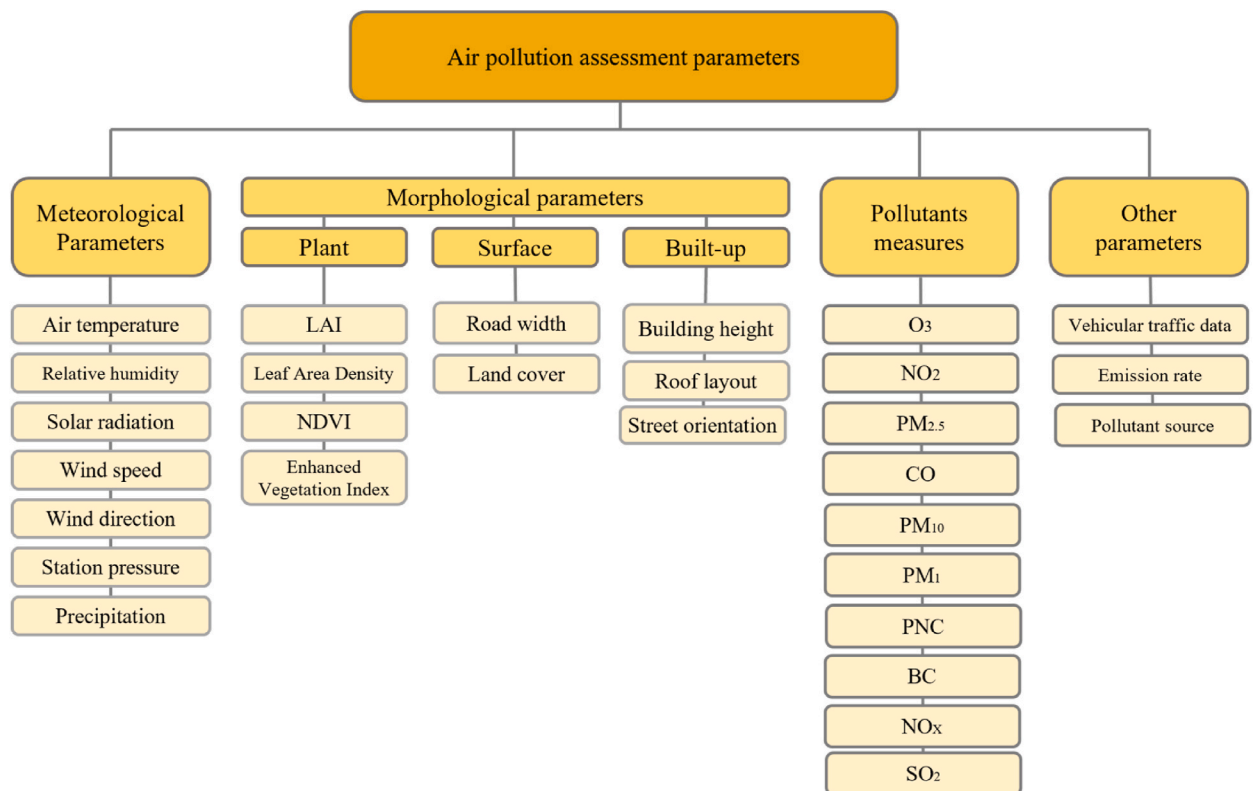 Air pollution assessment parameters
Meteorological
Parameters
Air temperature
Relative humidity
Solar radiation
Wind speed
Wind direction
Station pressure
Precipitation
Morphological parameters
Plant
LAI
Leaf Area Density
NDVI
Enhanced
Vegetation Index
Surface
Road width
Land cover
Built-up
Building height
Roof layout
Street orientation
Pollutants
measures
O3
NO2
PM2.5
CO
PM10
PM1
PNC
BC
NOX
SO2
Other
parameters
Vehicular traffic data
Emission rate
Pollutant source